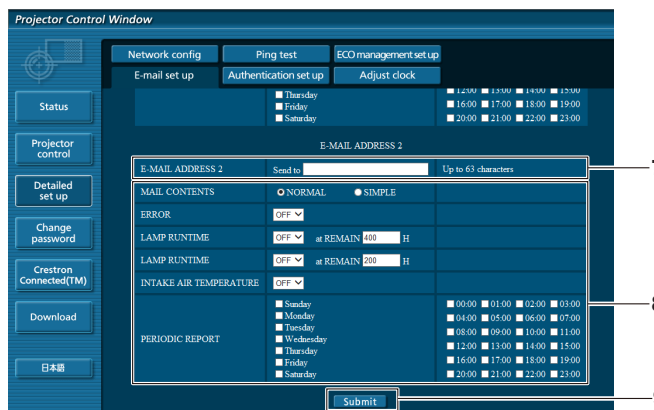 Projector Control Window
Network config Ping test ECO management set up
E-mail set up Authentication set up Adjust clock
Status
Projector control
Detailed set up
Change password
Crestron Connected(TM)
Download
日本語
Thursday
Friday
Saturday
12:00 13:00 14:00 15:00
16:00 17:00 18:00 19:00
20:00 21:00 22:00 23:00
E-MAIL ADDRESS 2
E-MAIL ADDRESS 2 Send to Up to 63 characters
MAIL CONTENTS NORMAL SIMPLE
ERROR OFF
LAMP RUNTIME OFF at REMAIN 400 H
LAMP RUNTIME OFF at REMAIN 200 H
INTAKE AIR TEMPERATURE OFF
PERIODIC REPORT
Sunday
Monday
Tuesday
Wednesday
Thursday
Friday
Saturday
00:00 01:00 02:00 03:00
04:00 05:00 06:00 07:00
08:00 09:00 10:00 11:00
12:00 13:00 14:00 15:00
16:00 17:00 18:00 19:00
20:00 21:00 22:00 23:00
Submit